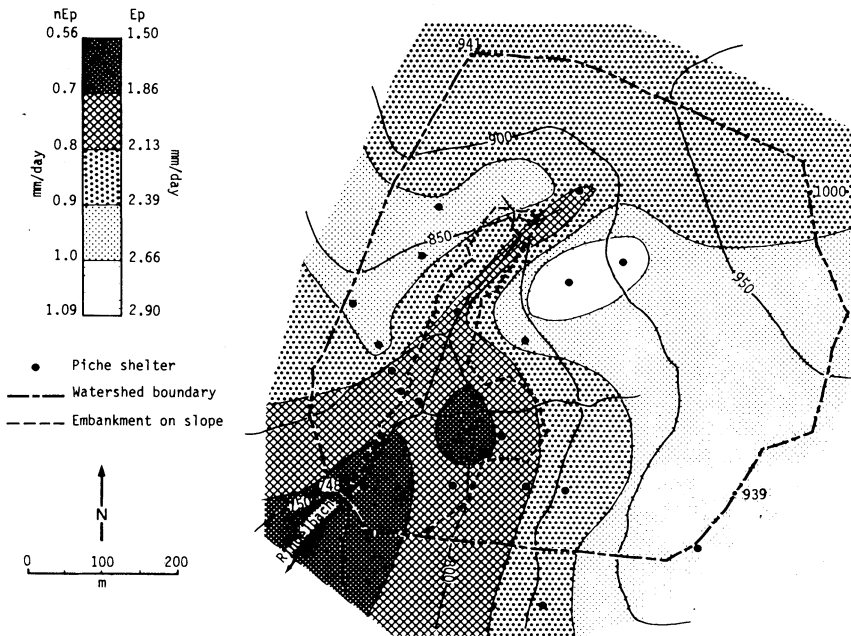 nEp Ep
0.56 1.50
0.7 1.86
0.8 2.13
0.9 2.39
1.0 2.66
1.09 2.90
mm/day
mm/day
Piche shelter
Watershed boundary
Embankment on slope
N
0 100 200
m
941
900
1000
850
950
939